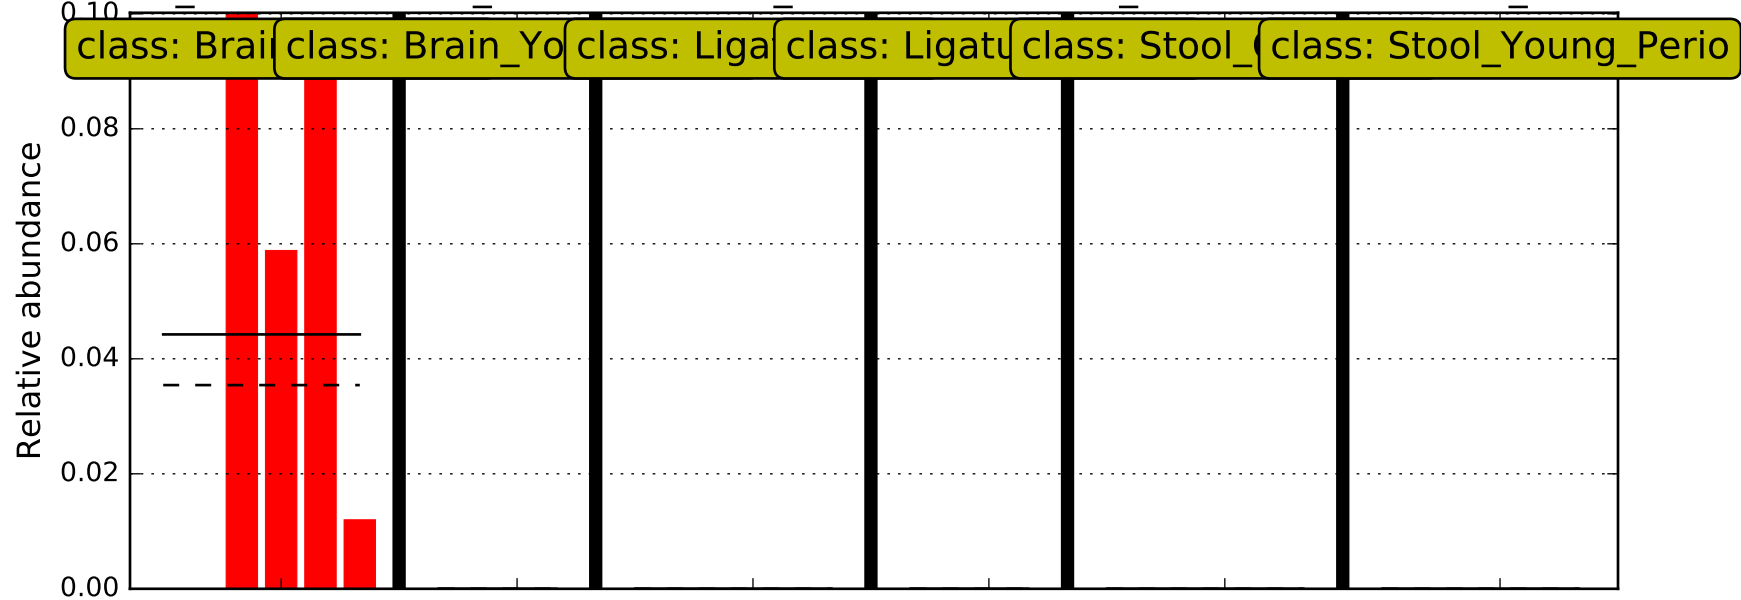 0.10
class: Brain
class: Brain_Yo
class: Liga
class: Ligatu
class: Stool_
class: Stool_Young_Perio
0.08
0.06
0.04
0.02
0.00
Relative abundance